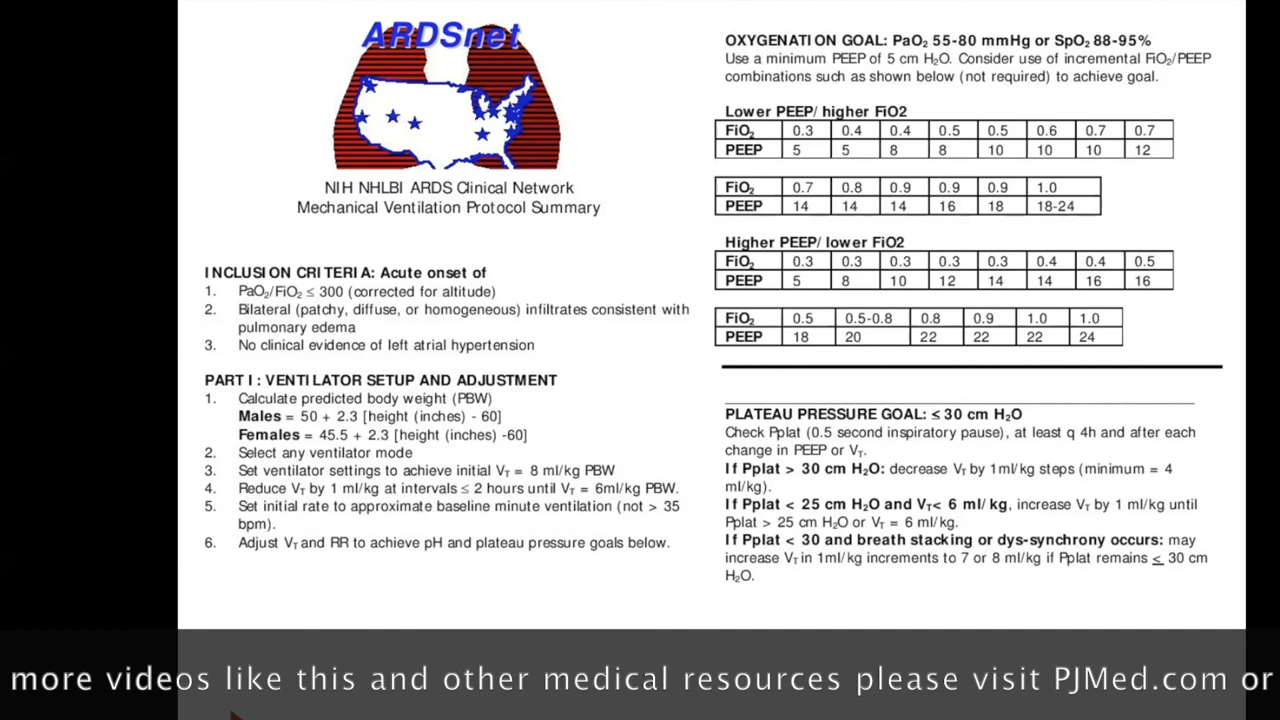 ARDSnet
NIH NHLBI ARDS Clinical Network
Mechanical Ventilation Protocol Summary
INCLUSION CRITERIA: Acute onset of
1. PaO₂/FiO₂ ≤ 300 (corrected for altitude)
2. Bilateral (patchy, diffuse, or homogeneous) infiltrates consistent with
pulmonary edema
3. No clinical evidence of left atrial hypertension
PART I: VENTILATOR SETUP AND ADJUSTMENT
1. Calculate predicted body weight (PBW)
Males = 50 + 2.3 [height (inches) - 60]
Females = 45.5 + 2.3 [height (inches) -60]
2. Select any ventilator mode
3. Set ventilator settings to achieve initial VT = 8 ml/kg PBW
4. Reduce VT by 1 ml/kg at intervals ≤ 2 hours until VT = 6ml/kg PBW.
5. Set initial rate to approximate baseline minute ventilation (not > 35
bpm).
6. Adjust VT and RR to achieve pH and plateau pressure goals below.
OXYGENATION GOAL: PaO₂ 55-80 mmHg or SpO₂ 88-95%
Use a minimum PEEP of 5 cm H₂O. Consider use of incremental FiO₂/PEEP
combinations such as shown below (not required) to achieve goal.
Lower PEEP/higher FiO2
FiO₂ 0.3 0.4 0.4 0.5 0.5 0.6 0.7 0.7
PEEP 5 5 8 8 10 10 10 12
FiO₂ 0.7 0.8 0.9 0.9 0.9 1.0
PEEP 14 14 14 16 18 18-24
Higher PEEP/lower FiO2
FiO₂ 0.3 0.3 0.3 0.3 0.3 0.4 0.4 0.5
PEEP 5 8 10 12 14 14 16 16
FiO₂ 0.5 0.5-0.8 0.8 0.9 1.0 1.0
PEEP 18 20 22 22 22 24
PLATEAU PRESSURE GOAL: ≤ 30 cm H₂O
Check Pplat (0.5 second inspiratory pause), at least q 4h and after each
change in PEEP or VT.
If Pplat > 30 cm H₂O: decrease VT by 1ml/kg steps (minimum = 4
ml/kg).
If Pplat < 25 cm H₂O and VT< 6 ml/kg, increase VT by 1 ml/kg until
Pplat > 25 cm H₂O or VT = 6 ml/kg.
If Pplat < 30 and breath stacking or dys-synchrony occurs: may
increase VT in 1ml/kg increments to 7 or 8 ml/kg if Pplat remains ≤ 30 cm
H₂O.
more videos like this and other medical resources please visit PJMed.com or